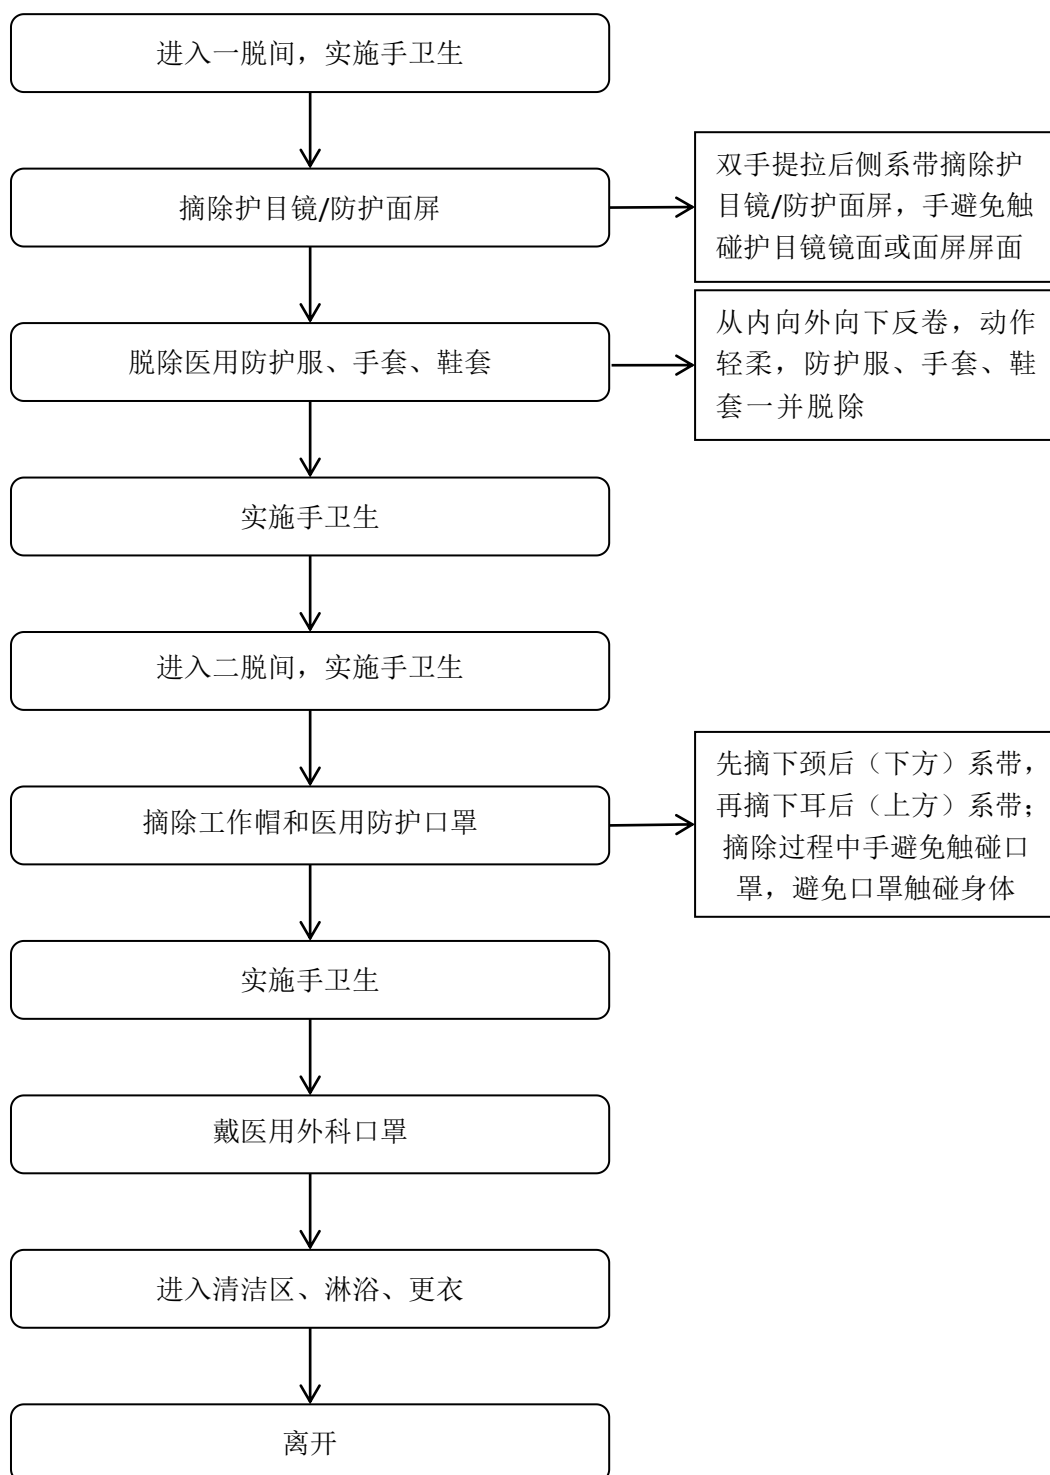 进入一脱间，实施手卫生
摘除护目镜/防护面屏
双手提拉后侧系带摘除护
目镜/防护面屏，手避免触
碰护目镜镜面或面屏屏面
脱除医用防护服、手套、鞋套
从内向外向下反卷，动作
轻柔，防护服、手套、鞋
套一并脱除
实施手卫生
进入二脱间，实施手卫生
摘除工作帽和医用防护口罩
先摘下颈后（下方）系带，
再摘下耳后（上方）系带；
摘除过程中手避免触碰口
罩，避免口罩触碰身体
实施手卫生
戴医用外科口罩
进入清洁区、淋浴、更衣
离开